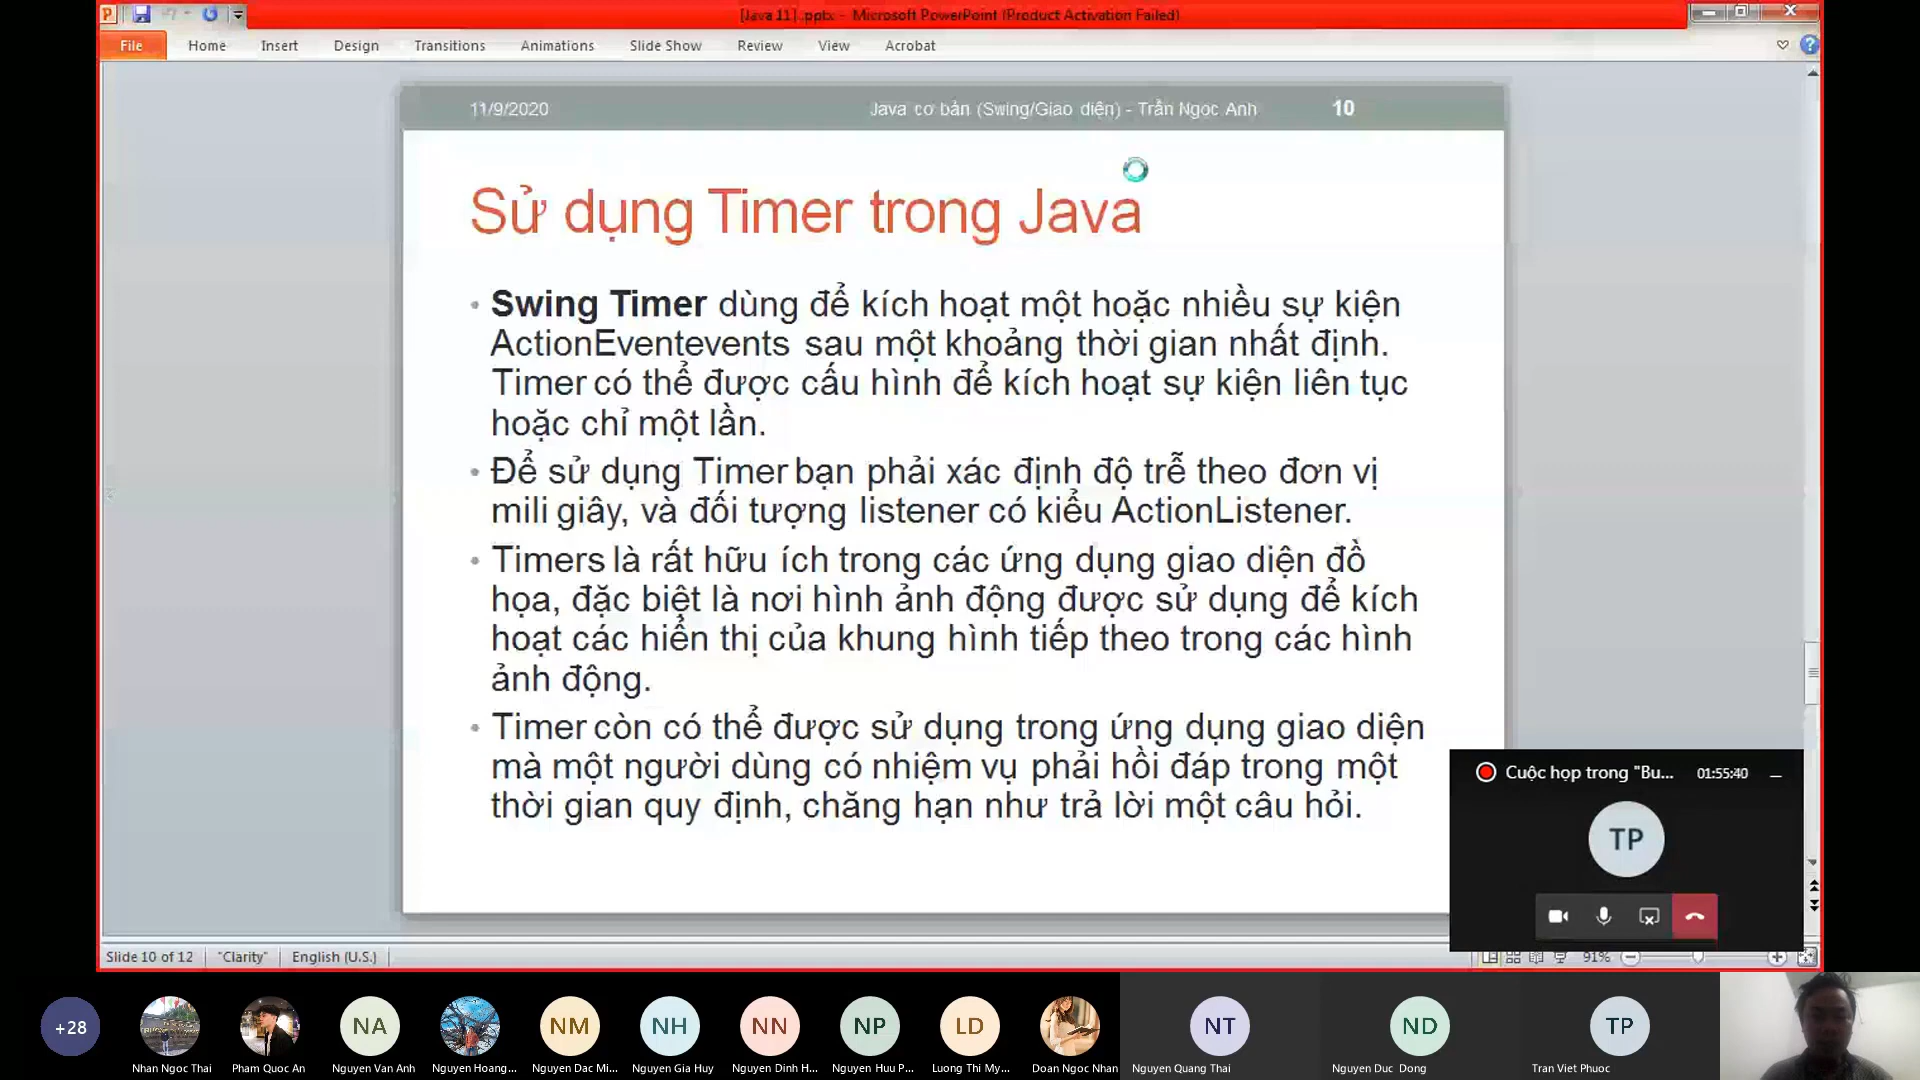 [Java 11] .pptx - Microsoft PowerPoint (Product Activation Failed)
File Home Insert Design Transitions Animations Slide Show Review View Acrobat
11/9/2020 Java cơ bản (Swing/Giao diện) - Trần Ngọc Anh 10
Sử dụng Timer trong Java
• Swing Timer dùng để kích hoạt một hoặc nhiều sự kiện
ActionEventevents sau một khoảng thời gian nhất định.
Timer có thể được cấu hình để kích hoạt sự kiện liên tục
hoặc chỉ một lần.
• Để sử dụng Timer bạn phải xác định độ trễ theo đơn vị
mili giây, và đối tượng listener có kiểu ActionListener.
• Timers là rất hữu ích trong các ứng dụng giao diện đồ
họa, đặc biệt là nơi hình ảnh động được sử dụng để kích
hoạt các hiển thị của khung hình tiếp theo trong các hình
ảnh động.
• Timer còn có thể được sử dụng trong ứng dụng giao diện
mà một người dùng có nhiệm vụ phải hồi đáp trong một
thời gian quy định, chăng hạn như trả lời một câu hỏi.
Cuộc họp trong "Bu... 01:55:40
TP
Slide 10 of 12 "Clarity" English (U.S.) 91%
+28 NA NM NH NN NP LD NT ND TP
Nhan Ngoc Thai Pham Quoc An Nguyen Van Anh Nguyen Hoang... Nguyen Dac Mi... Nguyen Gia Huy Nguyen Dinh H... Nguyen Huu P... Luong Thi My... Doan Ngoc Nhan Nguyen Quang Thai Nguyen Duc Dong Tran Viet Phuoc